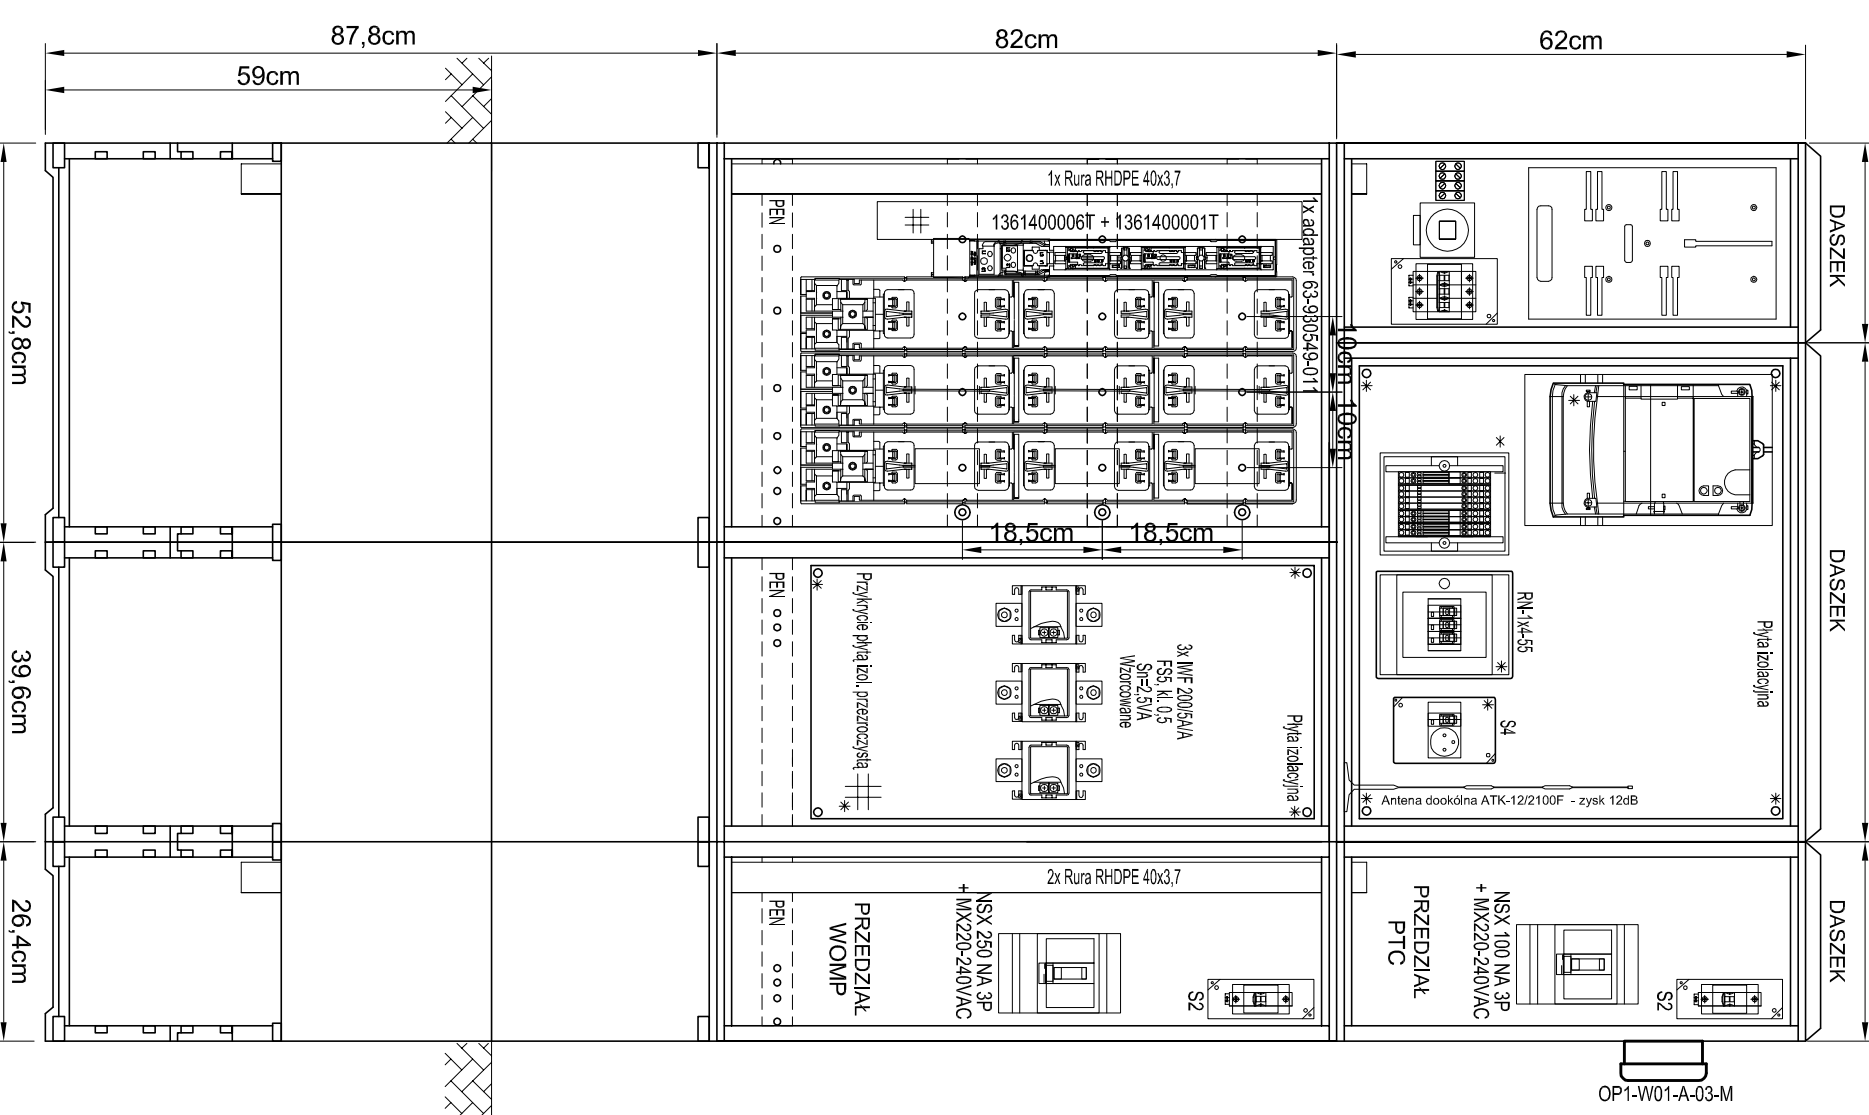 87,8cm
82cm
62cm
59cm
1x Rura RHDPE 40x3,7
PEN
1361400006T + 1361400001T
1x adapter 63-930549-011
DASZEK
52,8cm
10cm
10cm
18,5cm
18,5cm
DASZEK
39,6cm
PEN
Przykrycie płytą izol. przezroczystą
3x IWF 200/5A/A
FS5, kl. 0,5
Sn=2,5VA
Wzorcowane
Płyta izolacyjna
RN-1x4-55
S4
Płyta izolacyjna
Antena dookólna ATK-12/2100F - zysk 12dB
26,4cm
2x Rura RHDPE 40x3,7
PEN
PRZEDZIAŁ
WOMP
NSX 250 NA 3P
+ MX220-240VAC
S2
PRZEDZIAŁ
PTC
NSX 100 NA 3P
+ MX220-240VAC
S2
DASZEK
OP1-W01-A-03-M